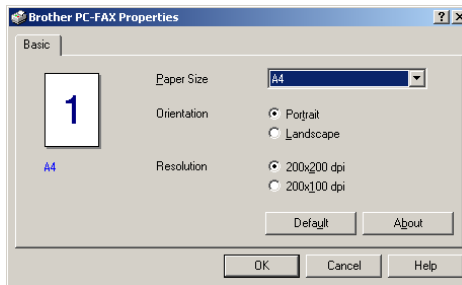 Brother PC-FAX Properties
Basic
1
A4
Paper Size
A4
Orientation
Portrait
Landscape
Resolution
200x200 dpi
200x100 dpi
Default
About
OK
Cancel
Help